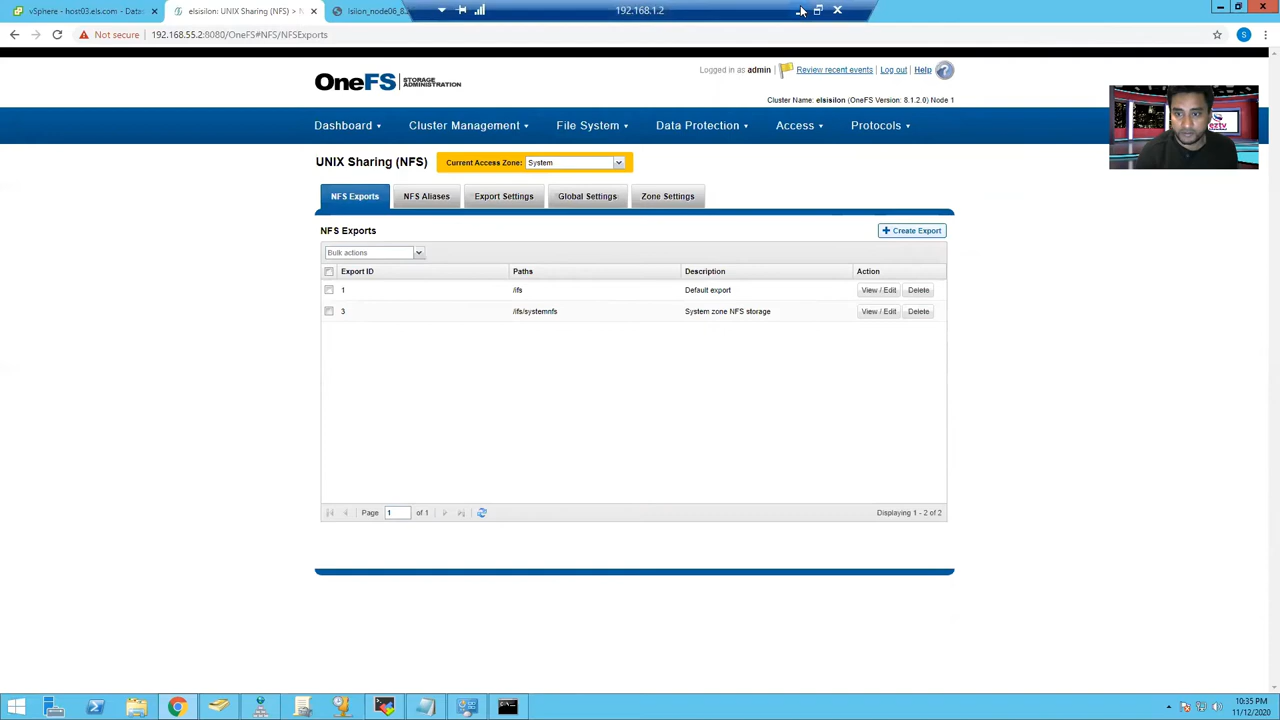 vSphere - host03.els.com - Datas
elsisilon: UNIX Sharing (NFS) > N
Isilon_node06_8.
192.168.1.2
Not secure
192.168.55.2:8080/OneFS#NFS/NFSExports
S
OneFS STORAGE ADMINISTRATION
Logged in as admin
Review recent events
Log out
Help
Cluster Name: elsisilon (OneFS Version: 8.1.2.0) Node 1
Dashboard
Cluster Management
File System
Data Protection
Access
Protocols
UNIX Sharing (NFS)
Current Access Zone: System
NFS Exports
NFS Aliases
Export Settings
Global Settings
Zone Settings
NFS Exports
Create Export
Bulk actions
Export ID Paths Description Action
1 /ifs Default export View / Edit Delete
3 /ifs/systemnfs System zone NFS storage View / Edit Delete
Page 1 of 1
Displaying 1 - 2 of 2
10:35 PM
11/12/2020